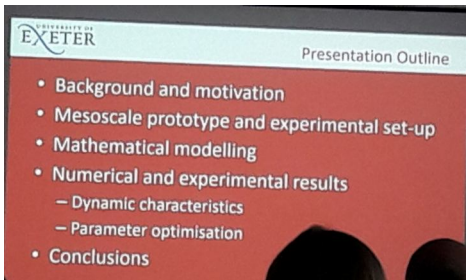 UNIVERSITY OF
EXETER
Presentation Outline
• Background and motivation
• Mesoscale prototype and experimental set-up
• Mathematical modelling
• Numerical and experimental results
– Dynamic characteristics
– Parameter optimisation
• Conclusions